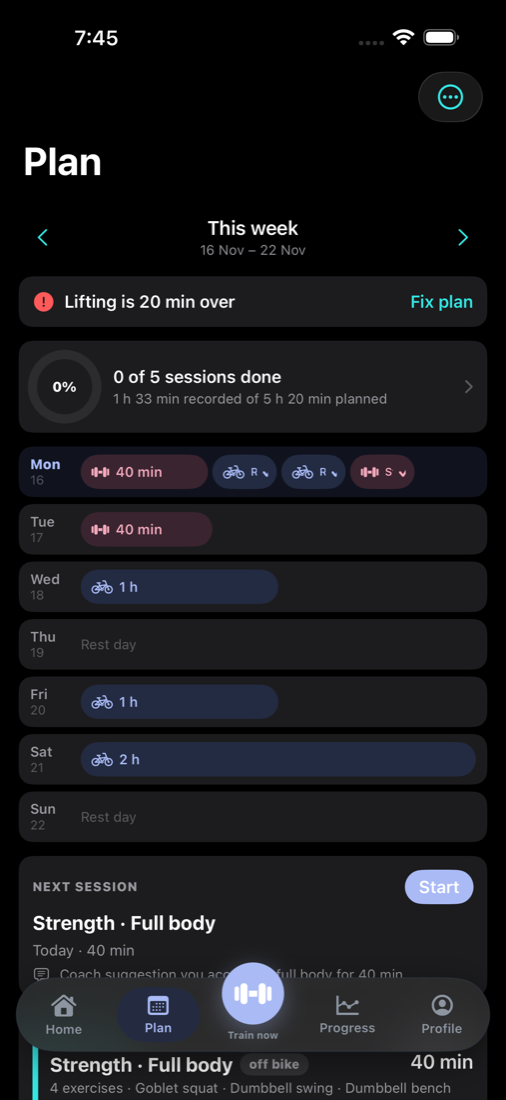 7:45
Plan
This week
16 Nov – 22 Nov
Lifting is 20 min over
Fix plan
0%
0 of 5 sessions done
1 h 33 min recorded of 5 h 20 min planned
Mon
16
40 min
R
R
S
Tue
17
40 min
Wed
18
1 h
Thu
19
Rest day
Fri
20
1 h
Sat
21
2 h
Sun
22
Rest day
NEXT SESSION
Start
Strength · Full body
Today · 40 min
Coach suggestion you full body for 40 min
Home
Plan
Train now
Progress
Profile
Strength · Full body off bike 40 min
4 exercises · Goblet squat · Dumbbell swing · Dumbbell bench